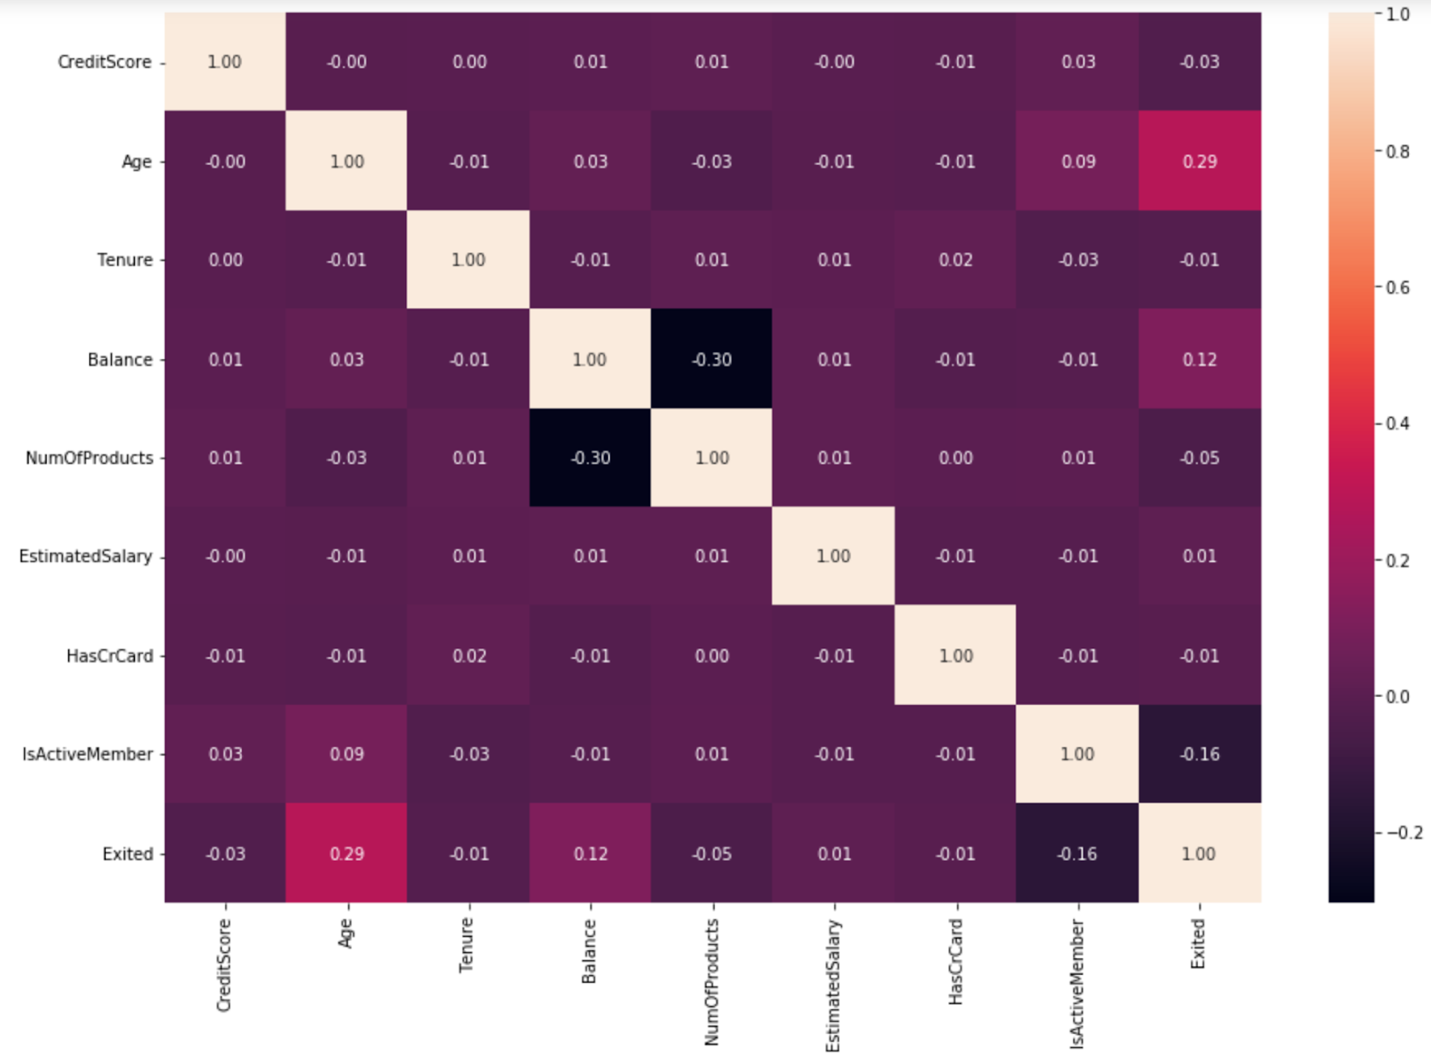 1.0
CreditScore 1.00 -0.00 0.00 0.01 0.01 -0.00 -0.01 0.03 -0.03
0.8
Age -0.00 1.00 -0.01 0.03 -0.03 -0.01 -0.01 0.09 0.29
Tenure 0.00 -0.01 1.00 -0.01 0.01 0.01 0.02 -0.03 -0.01
0.6
Balance 0.01 0.03 -0.01 1.00 -0.30 0.01 -0.01 -0.01 0.12
0.4
NumOfProducts 0.01 -0.03 0.01 -0.30 1.00 0.01 0.00 0.01 -0.05
EstimatedSalary -0.00 -0.01 0.01 0.01 0.01 1.00 -0.01 -0.01 0.01
0.2
HasCrCard -0.01 -0.01 0.02 -0.01 0.00 -0.01 1.00 -0.01 -0.01
0.0
IsActiveMember 0.03 0.09 -0.03 -0.01 0.01 -0.01 -0.01 1.00 -0.16
−0.2
Exited -0.03 0.29 -0.01 0.12 -0.05 0.01 -0.01 -0.16 1.00
CreditScore
Age
Tenure
Balance
NumOfProducts
EstimatedSalary
HasCrCard
IsActiveMember
Exited